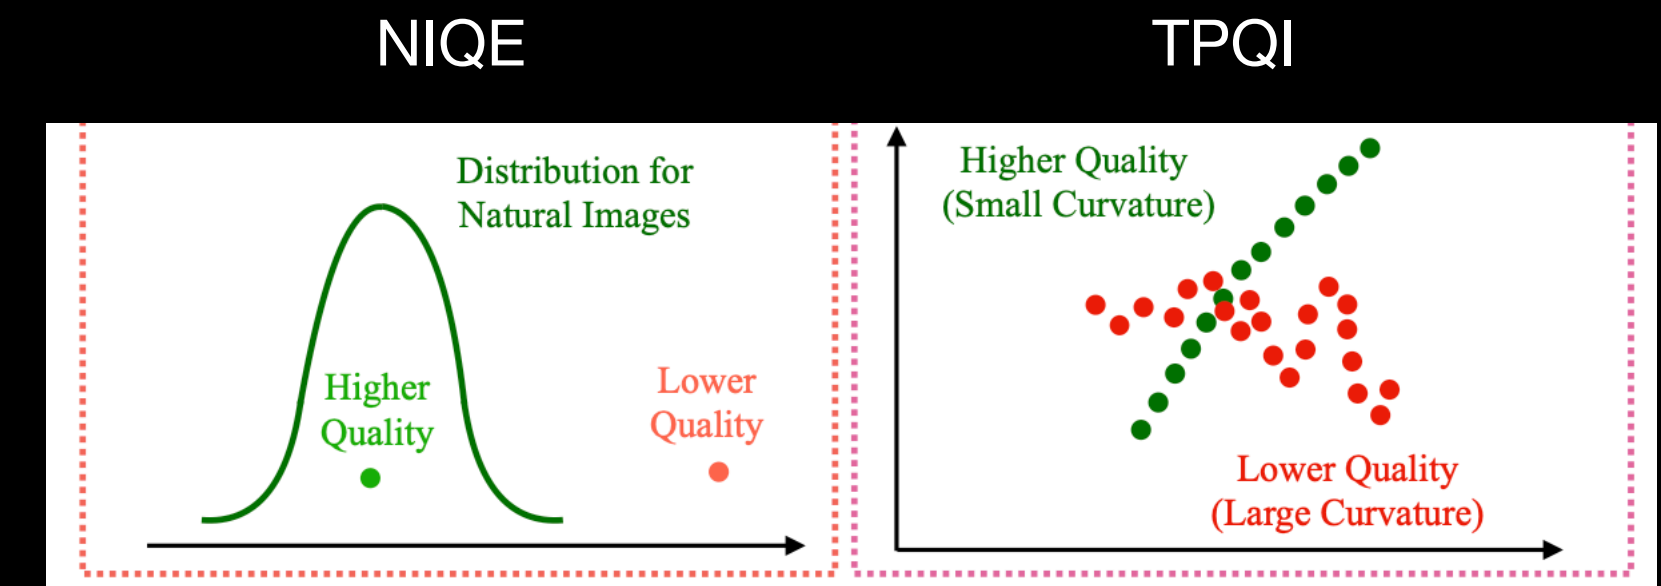 NIQE
TPQI
Distribution for
Natural Images
Higher
Quality
Lower
Quality
Higher Quality
(Small Curvature)
Lower Quality
(Large Curvature)